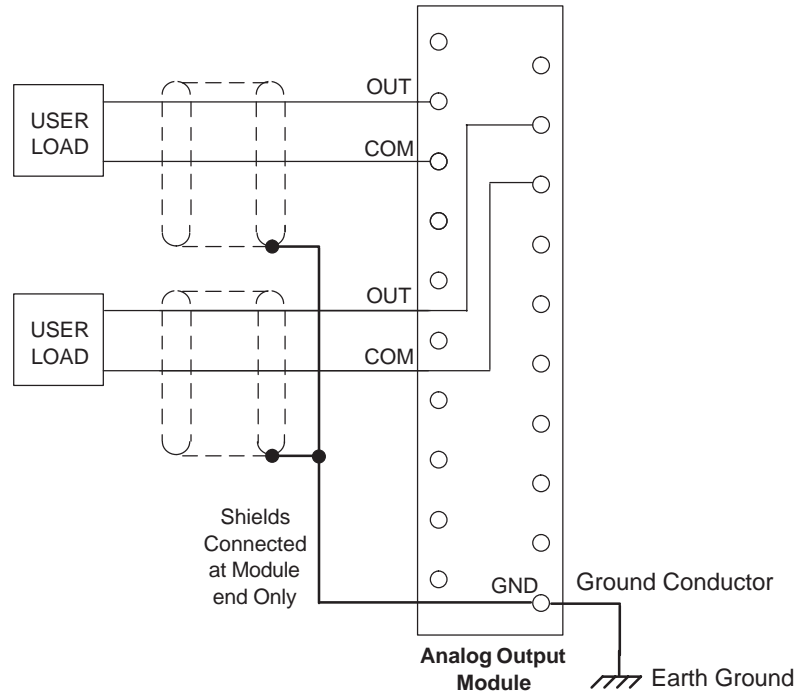 OUT
USER
LOAD
COM
OUT
USER
LOAD
COM
Shields
Connected
at Module
end Only
GND
Ground Conductor
Analog Output
Module
Earth Ground